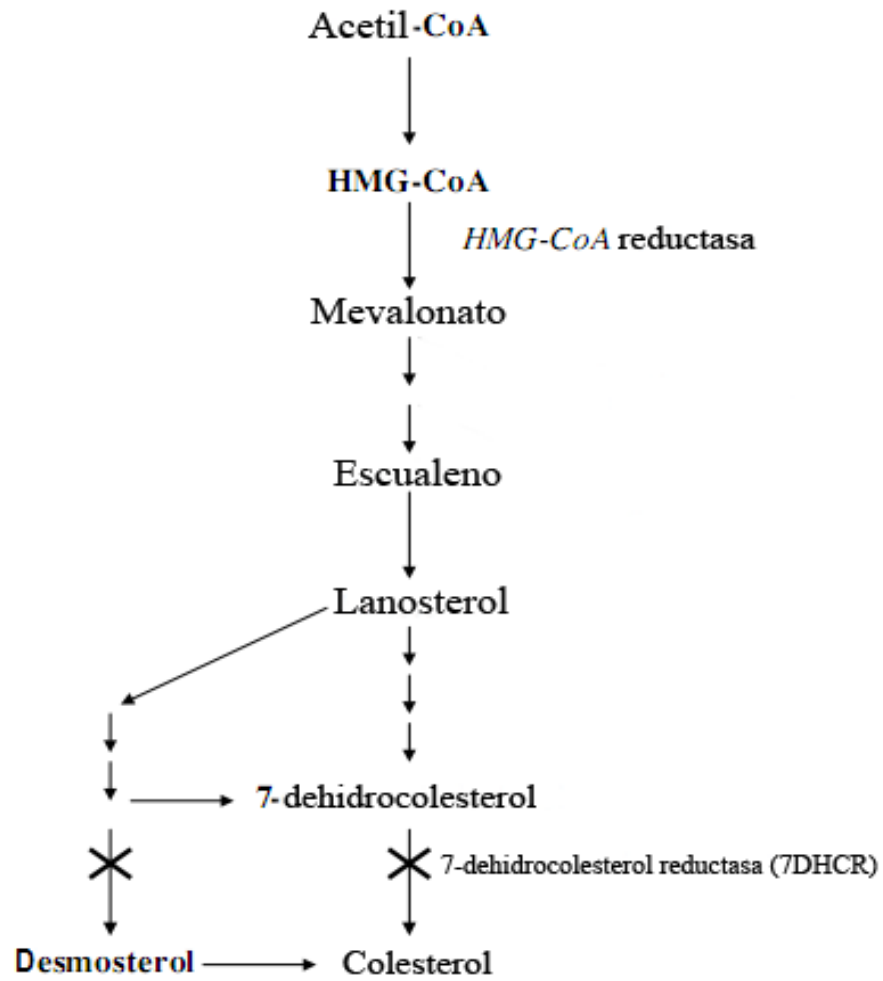 Acetil-CoA
HMG-CoA
HMG-CoA reductasa
Mevalonato
Escualeno
Lanosterol
7-dehidrocolesterol
7-dehidrocolesterol reductasa (7DHCR)
Desmosterol
Colesterol